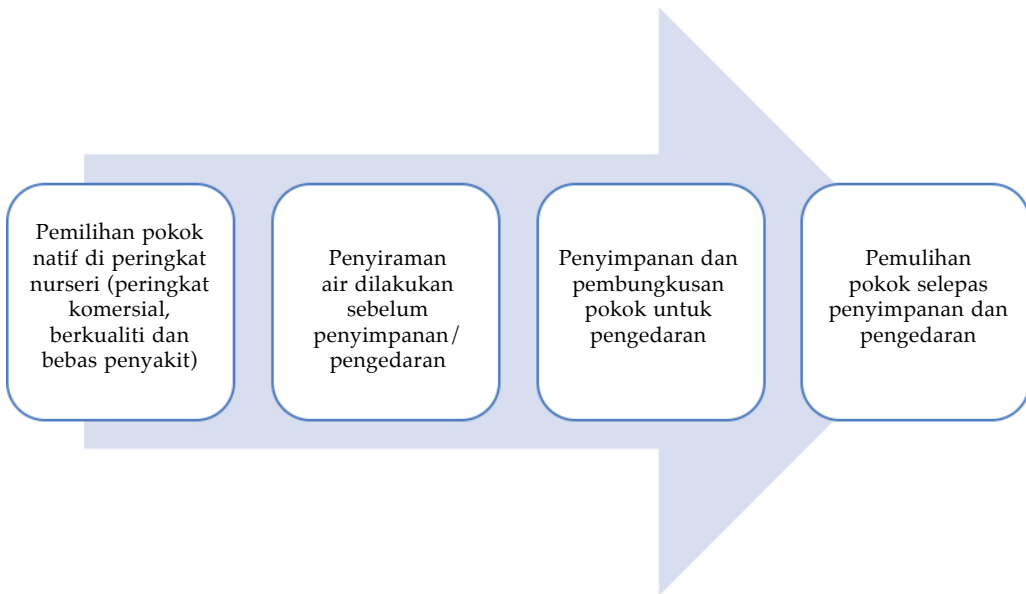 Pemilihan pokok
natif di peringkat
nurseri (peringkat
komersial,
berkualiti dan
bebas penyakit)
Penyiraman
air dilakukan
sebelum
penyimpanan/
pengedaran
Penyimpanan dan
pembungkusan
pokok untuk
pengedaran
Pemulihan
pokok selepas
penyimpanan dan
pengedaran